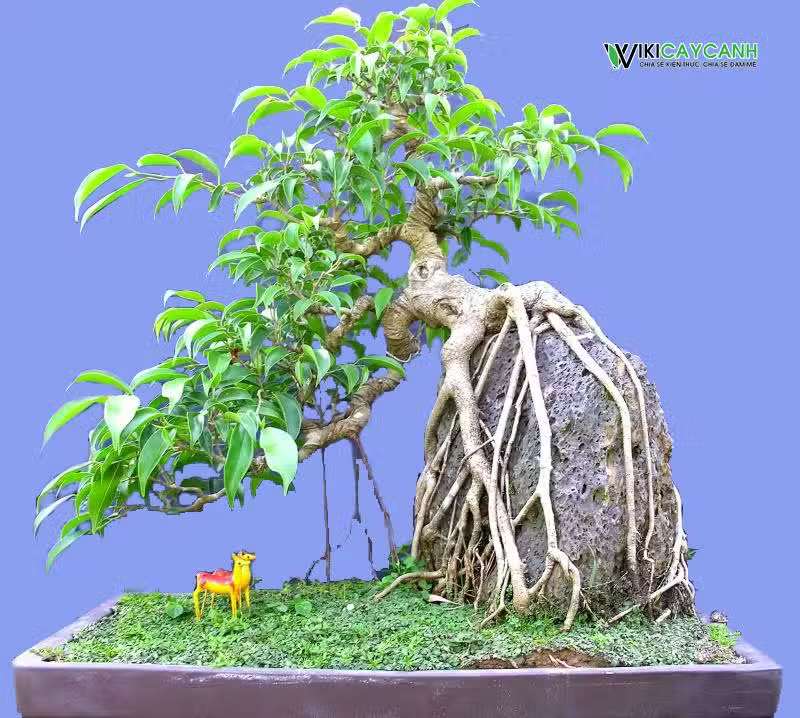 WIKICAYCANH
CHIA SẺ KIẾN THỨC, CHIA SẺ ĐAM MÊ